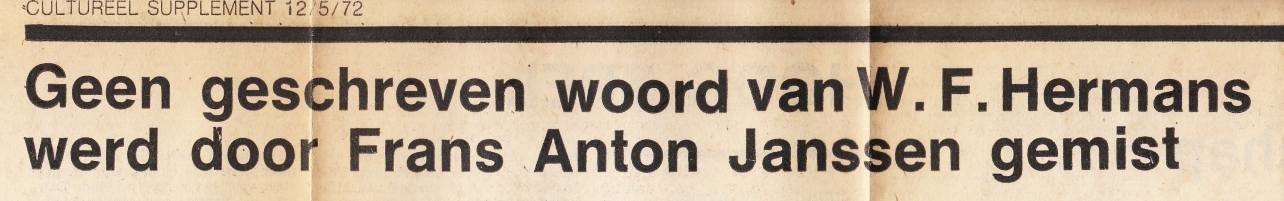 CULTUREEL SUPPLEMENT 12/5/72
Geen geschreven woord van W. F. Hermans
werd door Frans Anton Janssen gemist